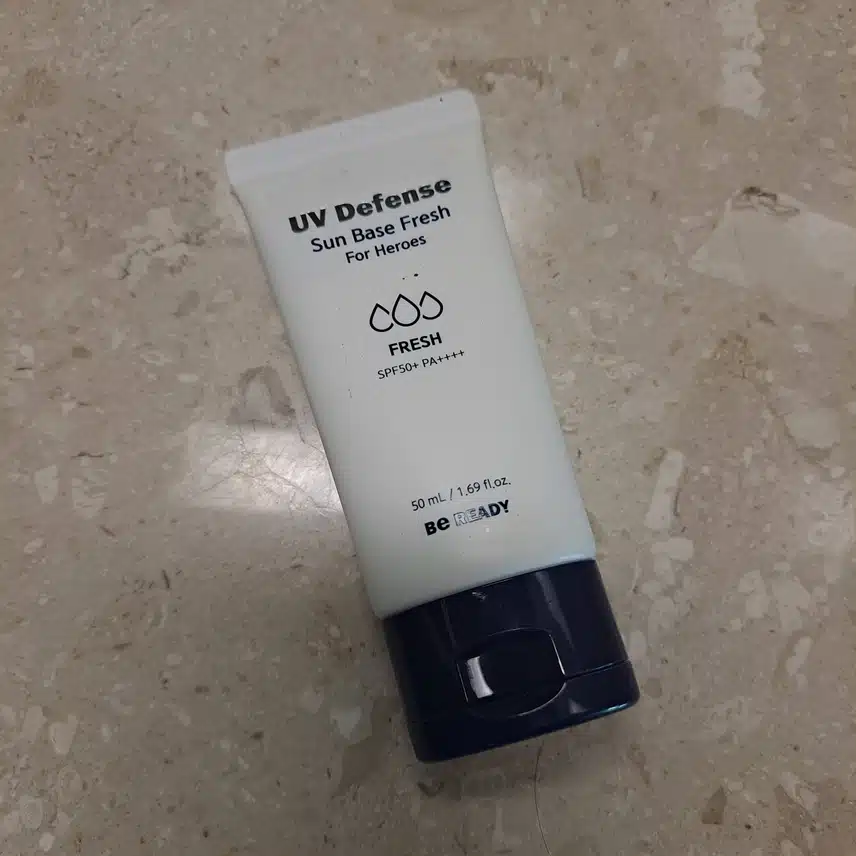 UV Defense
Sun Base Fresh
For Heroes
FRESH
SPF50+ PA++++
50 mL / 1.69 fl.oz.
Be READY